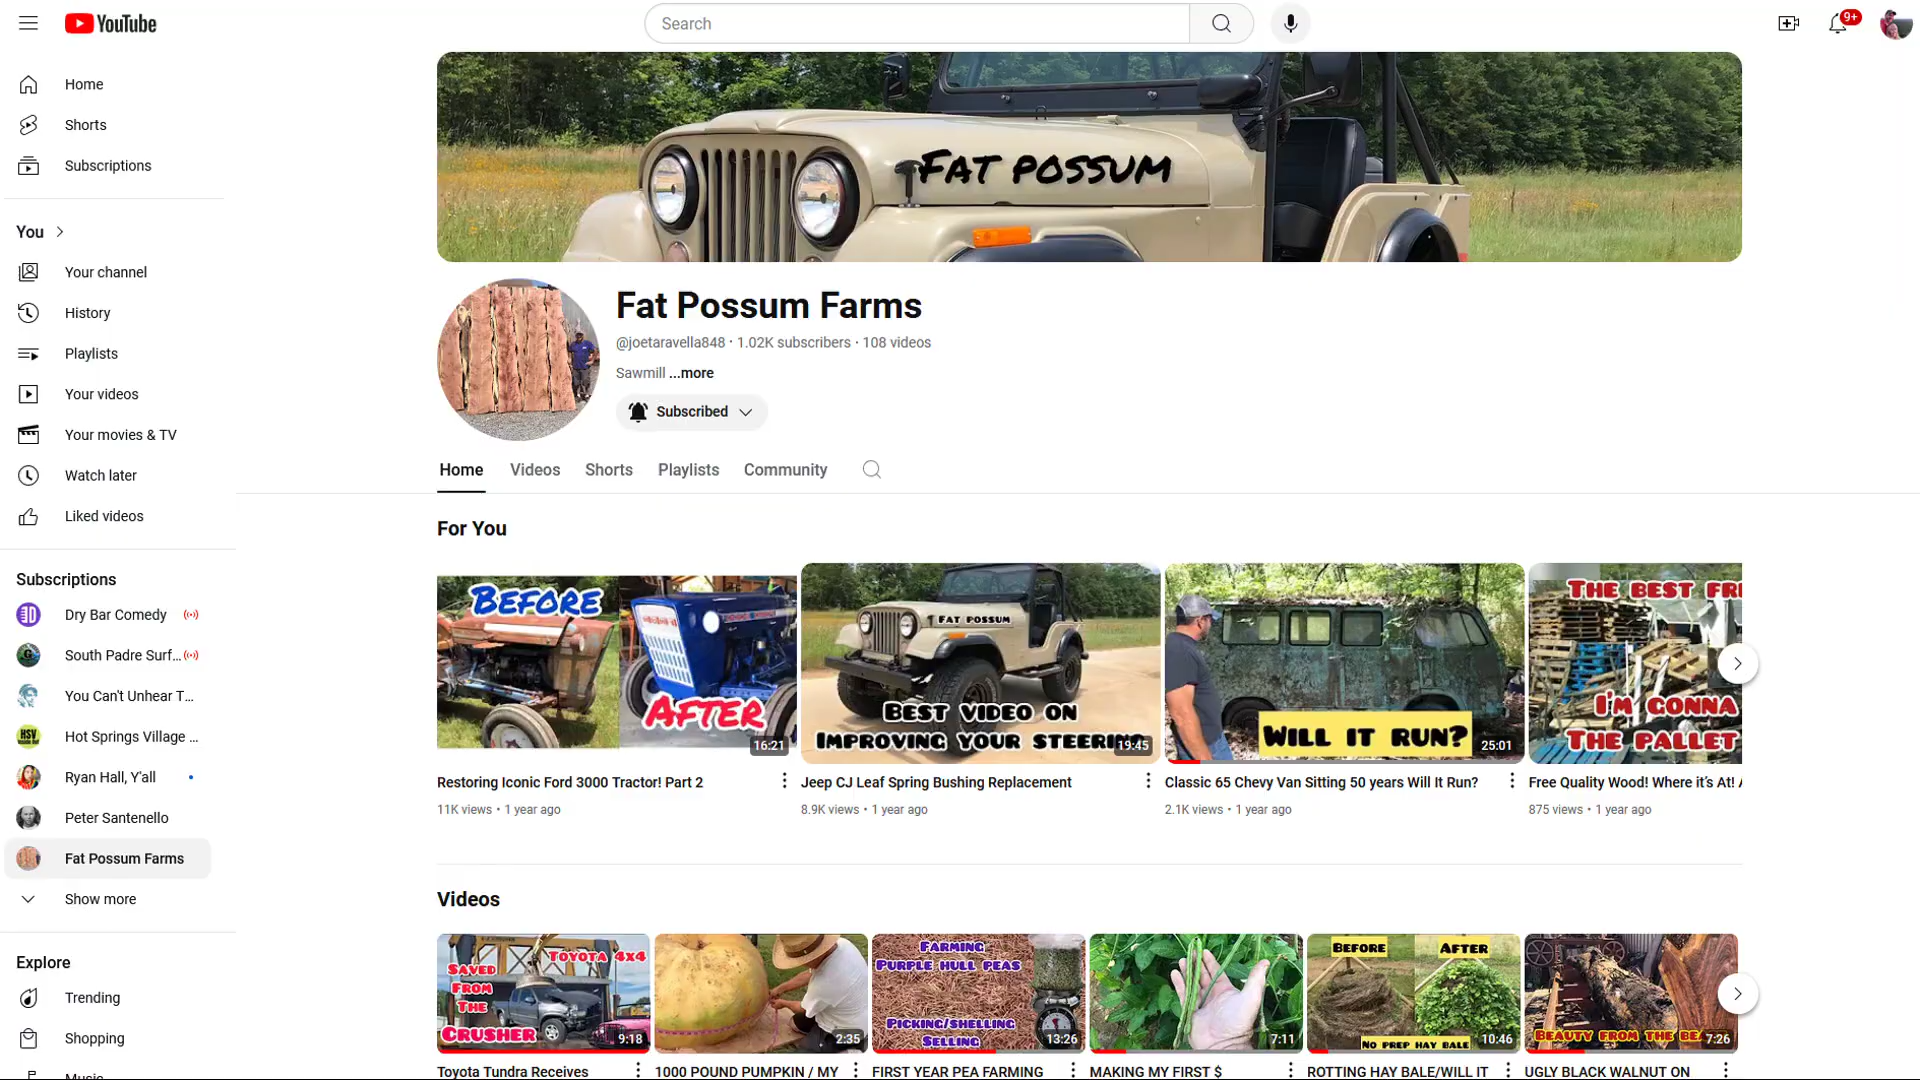 YouTube
Search
9+
Home
Shorts
Subscriptions
You
Your channel
History
Playlists
Your videos
Your movies & TV
Watch later
Liked videos
Subscriptions
Dry Bar Comedy
South Padre Surf...
You Can't Unhear T...
HSV
Hot Springs Village ...
Ryan Hall, Y'all
Peter Santenello
Fat Possum Farms
Show more
Explore
Trending
Shopping
Music
FAT POSSUM
Fat Possum Farms
@joetaravella848 · 1.02K subscribers · 108 videos
Sawmill ...more
Subscribed
Home Videos Shorts Playlists Community
For You
BEFORE
AFTER
16:21
Restoring Iconic Ford 3000 Tractor! Part 2
11K views • 1 year ago
FAT POSSUM
BEST VIDEO ON
IMPROVING YOUR STEERING
19:45
Jeep CJ Leaf Spring Bushing Replacement
8.9K views • 1 year ago
WILL IT RUN?
25:01
Classic 65 Chevy Van Sitting 50 years Will It Run?
2.1K views • 1 year ago
THE BEST FRE
I'M GONNA
THE PALLET
Free Quality Wood! Where it's At!
875 views • 1 year ago
Videos
TOYOTA 4X4
SAVED
FROM
THE
CRUSHER
9:18
Toyota Tundra Receives
2:35
1000 POUND PUMPKIN / MY
FARMING
PURPLE HULL PEAS
PICKING/SHELLING
SELLING
13:26
FIRST YEAR PEA FARMING
7:11
MAKING MY FIRST $
BEFORE AFTER
NO PREP HAY BALE
10:46
ROTTING HAY BALE/WILL IT
BEAUTY FROM THE BEA
7:26
UGLY BLACK WALNUT ON